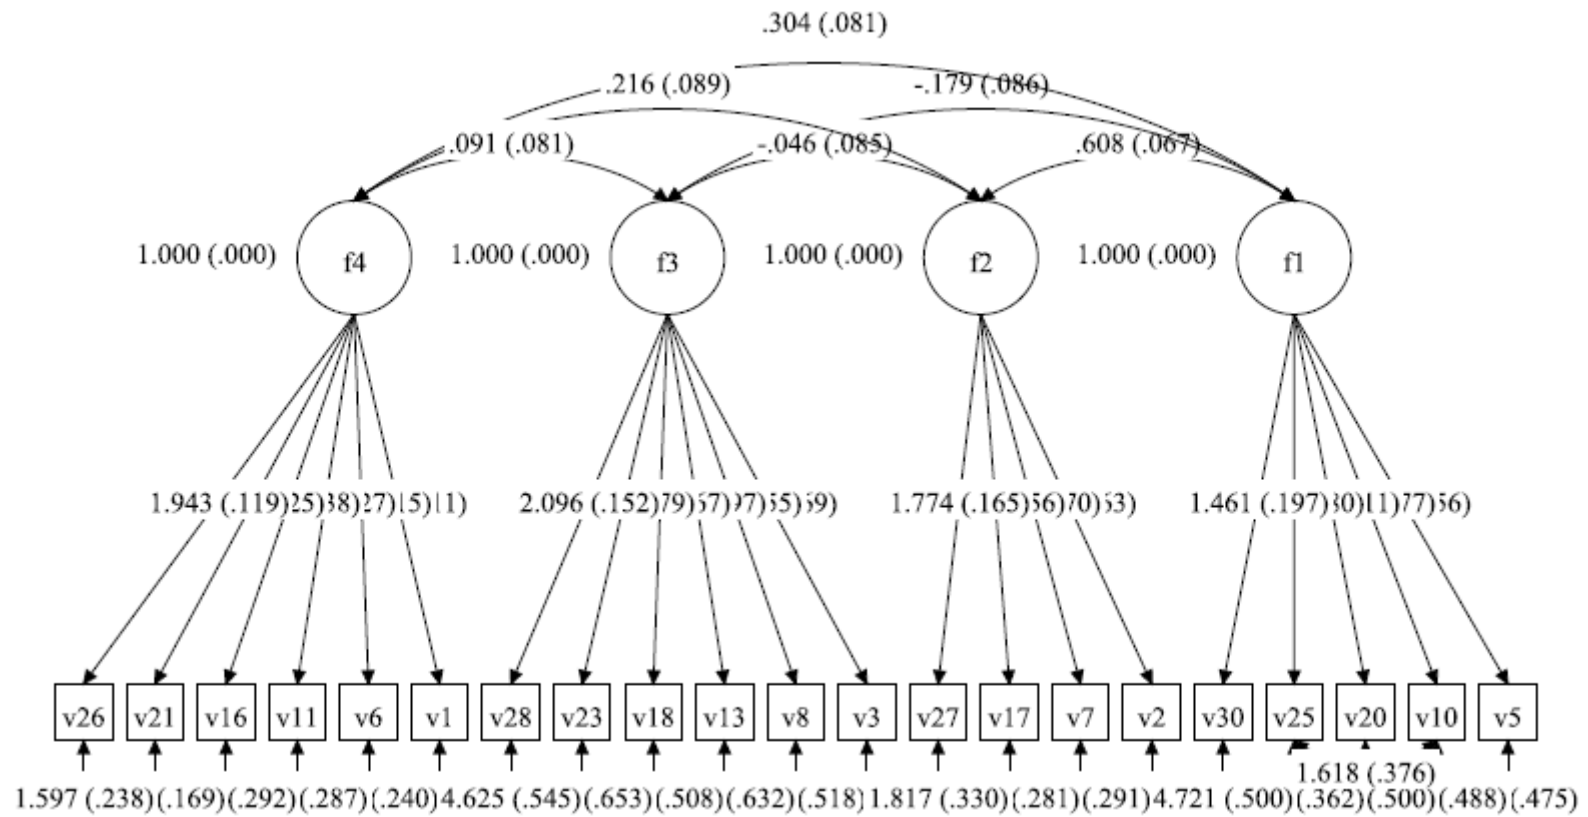 .304 (.081)
.216 (.089) -.179 (.086)
.091 (.081) -.046 (.085) .608 (.067)
1.000 (.000) f4 1.000 (.000) f3 1.000 (.000) f2 1.000 (.000) f1
1.943 (.119) 2.096 (.152) 1.774 (.165) 1.461 (.197)
v26 v21 v16 v11 v6 v1 v28 v23 v18 v13 v8 v3 v27 v17 v7 v2 v30 v25 v20 v10 v5
1.618 (.376)
1.597 (.238)(.169)(.292)(.287)(.240)4.625 (.545)(.653)(.508)(.632)(.518)1.817 (.330)(.281)(.291)4.721 (.500)(.362)(.500)(.488)(.475)